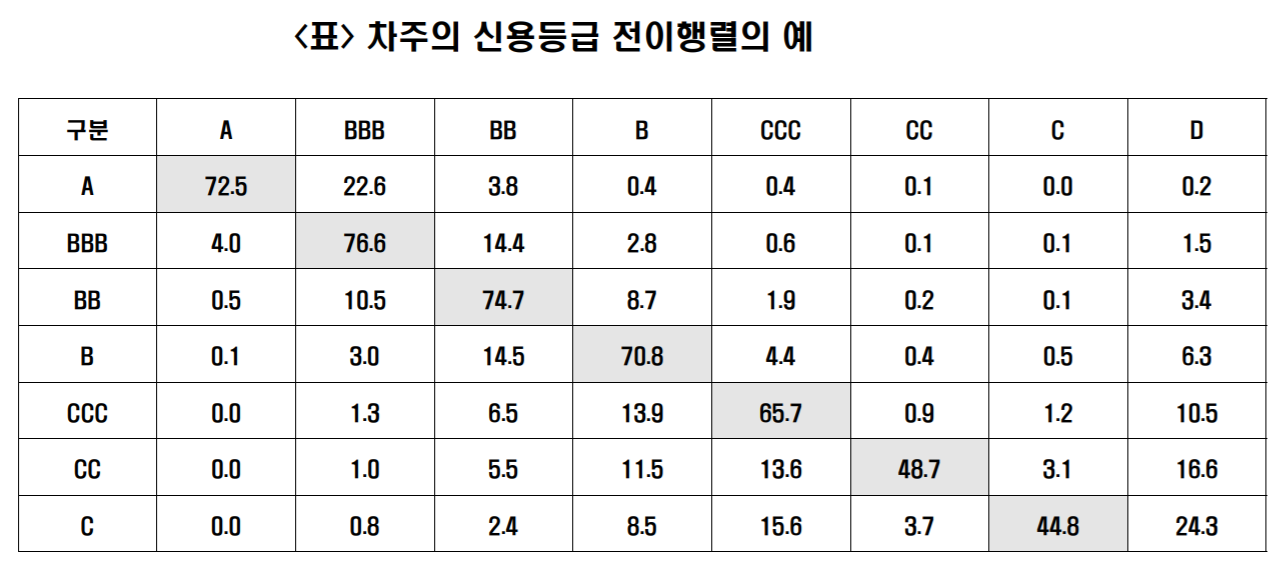 <표> 차주의 신용등급 전이행렬의 예
구분 A BBB BB B CCC CC C D
A 72.5 22.6 3.8 0.4 0.4 0.1 0.0 0.2
BBB 4.0 76.6 14.4 2.8 0.6 0.1 0.1 1.5
BB 0.5 10.5 74.7 8.7 1.9 0.2 0.1 3.4
B 0.1 3.0 14.5 70.8 4.4 0.4 0.5 6.3
CCC 0.0 1.3 6.5 13.9 65.7 0.9 1.2 10.5
CC 0.0 1.0 5.5 11.5 13.6 48.7 3.1 16.6
C 0.0 0.8 2.4 8.5 15.6 3.7 44.8 24.3